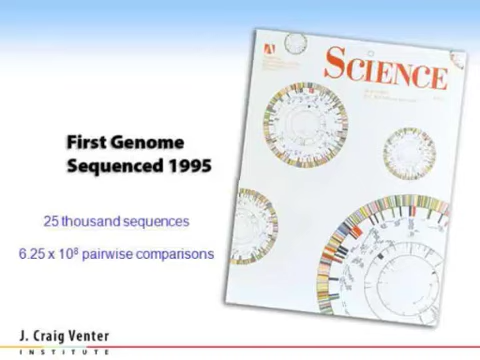 SCIENCE
First Genome
Sequenced 1995
25 thousand sequences
6.25 x 10⁸ pairwise comparisons
J. Craig Venter
INSTITUTE